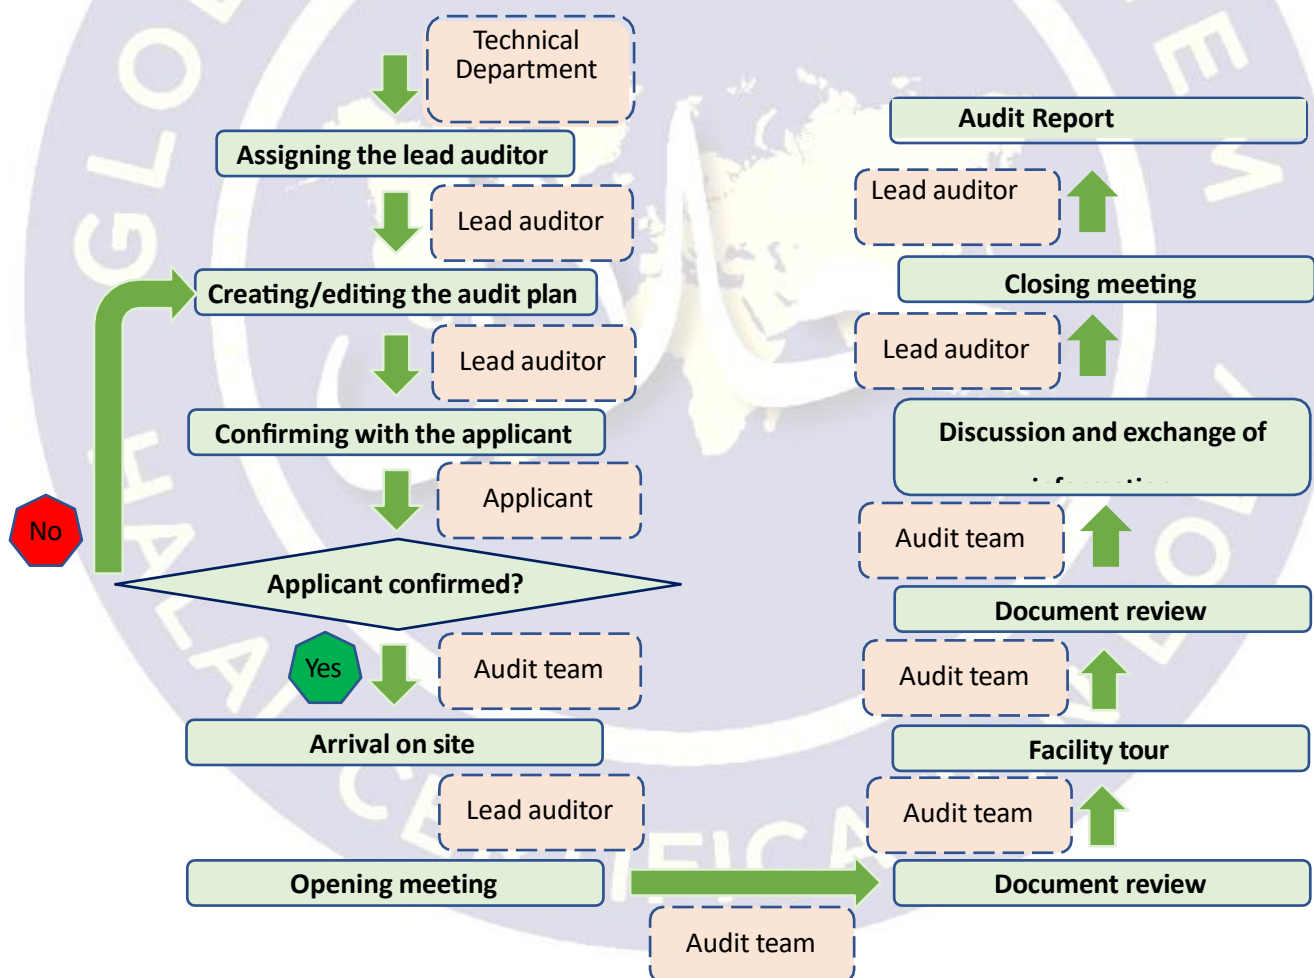 Technical
Department
Assigning the lead auditor
Lead auditor
Creating/editing the audit plan
Lead auditor
Confirming with the applicant
Applicant
No
Applicant confirmed?
Yes
Audit team
Arrival on site
Lead auditor
Opening meeting
Audit team
Document review
Audit team
Facility tour
Audit team
Document review
Audit team
Discussion and exchange of
Lead auditor
Closing meeting
Lead auditor
Audit Report
HALAL